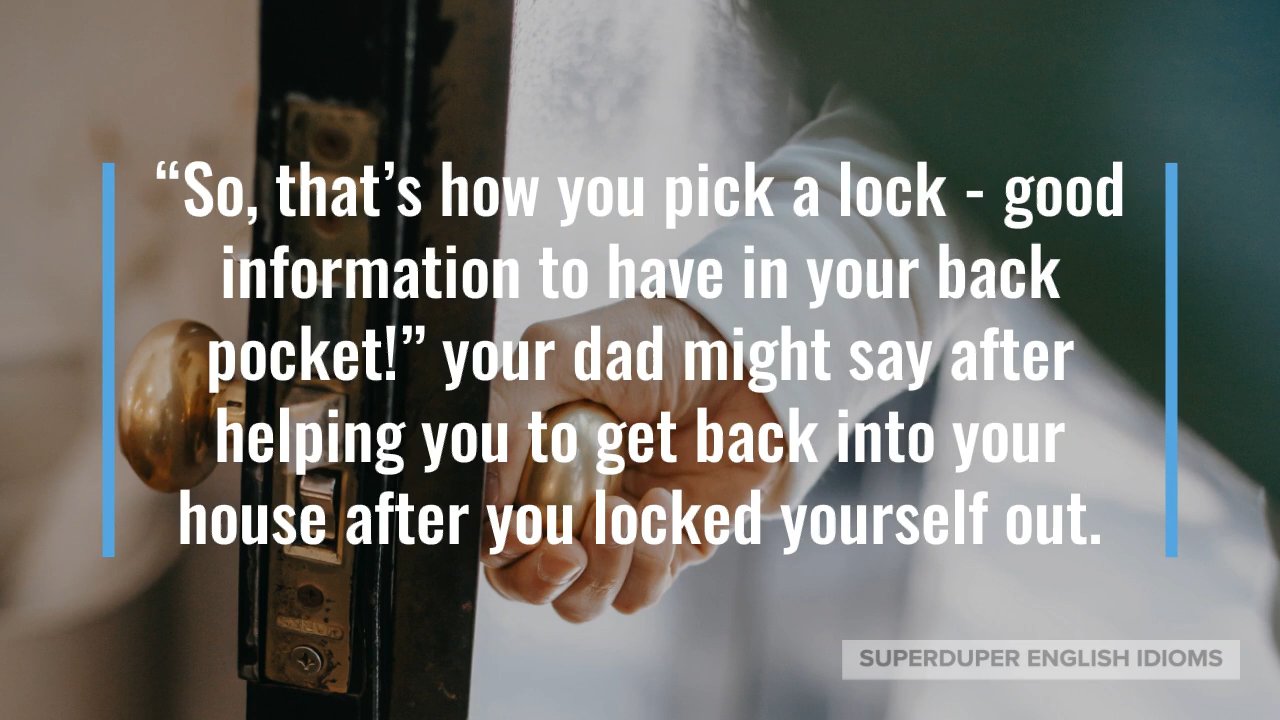 “So, that’s how you pick a lock - good
information to have in your back
pocket!” your dad might say after
helping you to get back into your
house after you locked yourself out.
SUPERDUPER ENGLISH IDIOMS